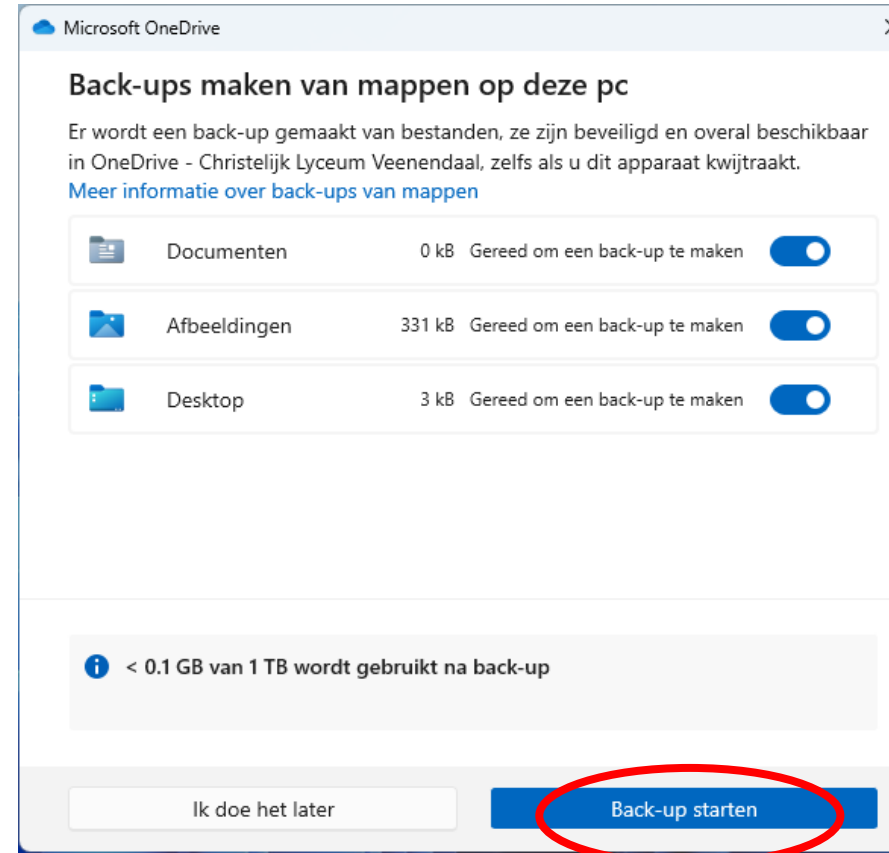 Microsoft OneDrive
Back-ups maken van mappen op deze pc
Er wordt een back-up gemaakt van bestanden, ze zijn beveiligd en overal beschikbaar
in OneDrive - Christelijk Lyceum Veenendaal, zelfs als u dit apparaat kwijtraakt.
Meer informatie over back-ups van mappen
Documenten 0 kB Gereed om een back-up te maken
Afbeeldingen 331 kB Gereed om een back-up te maken
Desktop 3 kB Gereed om een back-up te maken
< 0.1 GB van 1 TB wordt gebruikt na back-up
Ik doe het later Back-up starten